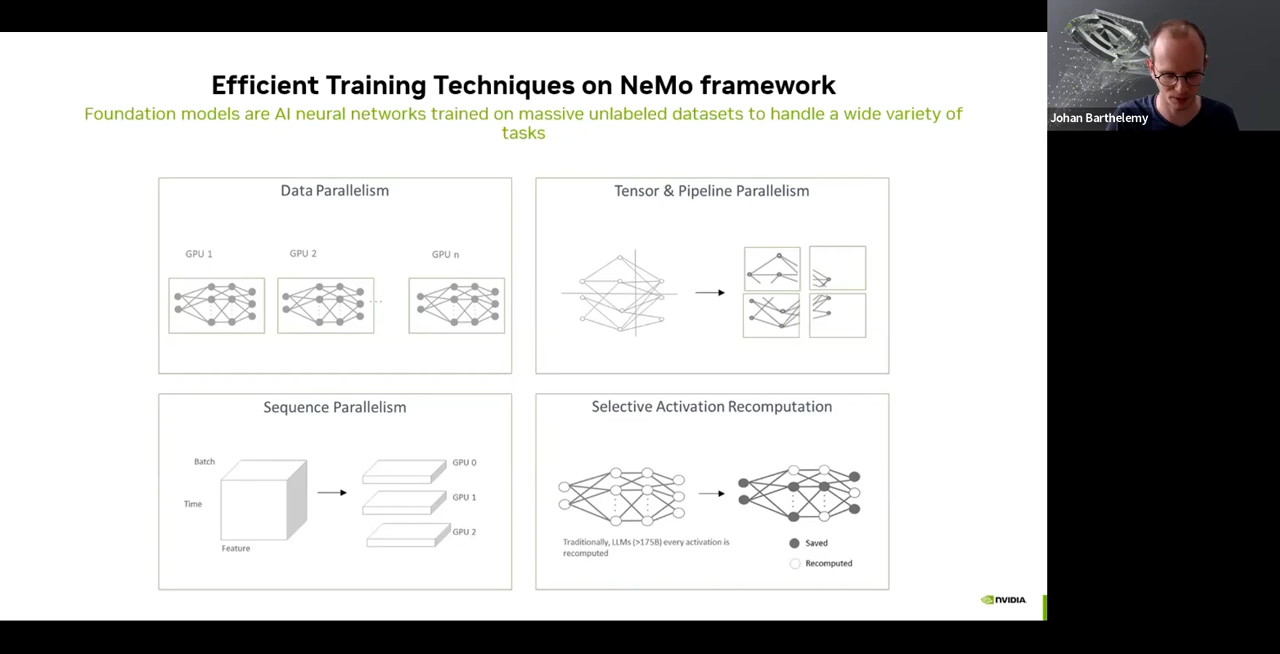 Efficient Training Techniques on NeMo framework
Foundation models are AI neural networks trained on massive unlabeled datasets to handle a wide variety of
tasks
Johan Barthelemy
Data Parallelism
GPU 1
GPU 2
GPU n
...
Tensor & Pipeline Parallelism
Sequence Parallelism
Batch
Time
Feature
GPU 0
GPU 1
GPU 2
Selective Activation Recomputation
Traditionally, LLMs (>175B) every activation is
recomputed
Saved
Recomputed
NVIDIA